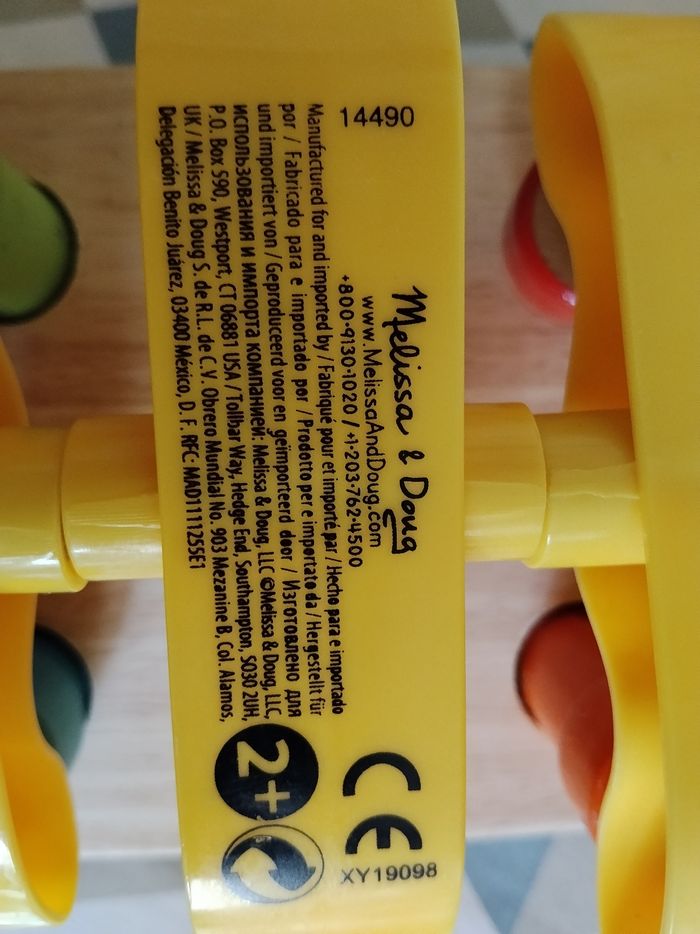 14490
Melissa & Doug
www.MelissaAndDoug.com
+800-9130-1020 / +1-203-762-4500
Manufactured for and imported by / Fabriqué pour et importé par / Hecho para e importado
por / Fabricado para e importado por / Prodotto per e importato da / Hergestellt für
und importiert von / Geproduceerd voor en geïmporteerd door / Изготовлено для
использования и импорта компанией: Melissa & Doug, LLC ©Melissa & Doug, LLC,
P.O. Box 590, Westport, CT 06881 USA / Tollbar Way, Hedge End, Southampton, SO30 2UH,
UK / Melissa & Doug S. de R.L. de C.V. Obrero Mundial No. 903 Mezanine B, Col. Alamos,
Delegación Benito Juárez, 03400 México, D. F. RFC: MAD111125SE1
CE
2+
XY19098